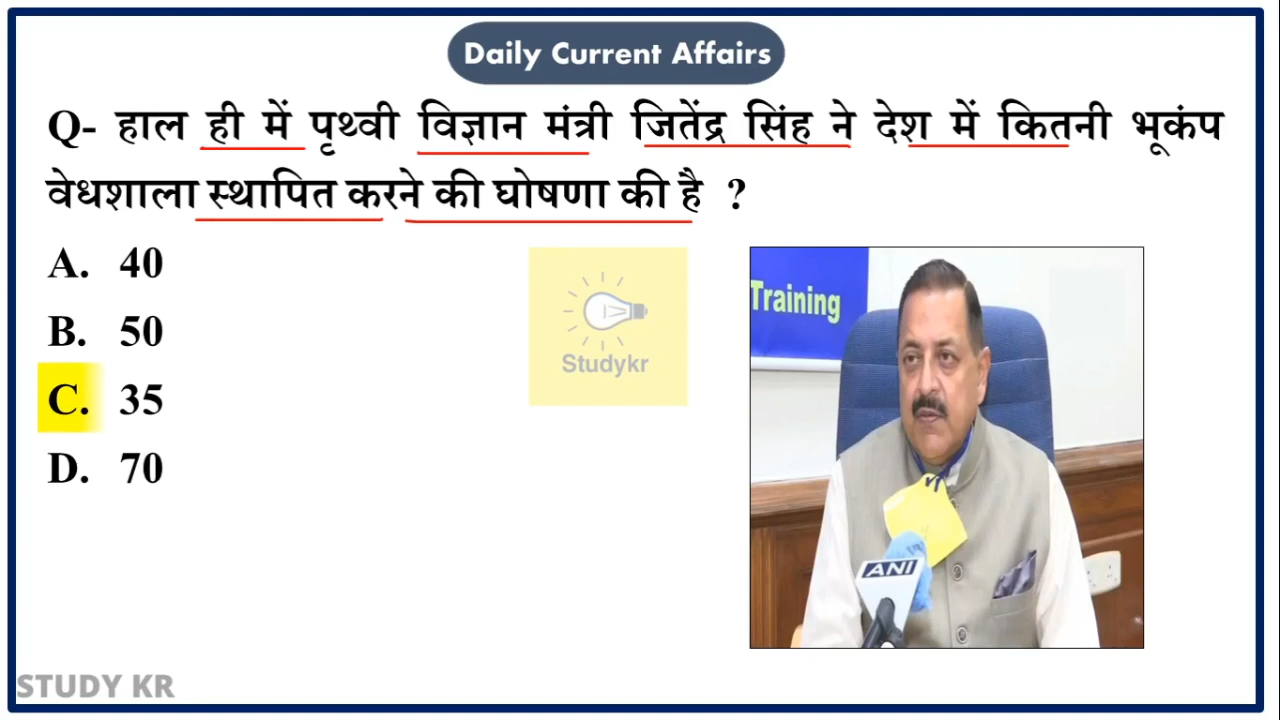 Daily Current Affairs
Q- हाल ही में पृथ्वी विज्ञान मंत्री जितेंद्र सिंह ने देश में कितनी भूकंप
वेधशाला स्थापित करने की घोषणा की है ?
A. 40
B. 50
C. 35
D. 70
Studykr
Training
ANI
STUDY KR